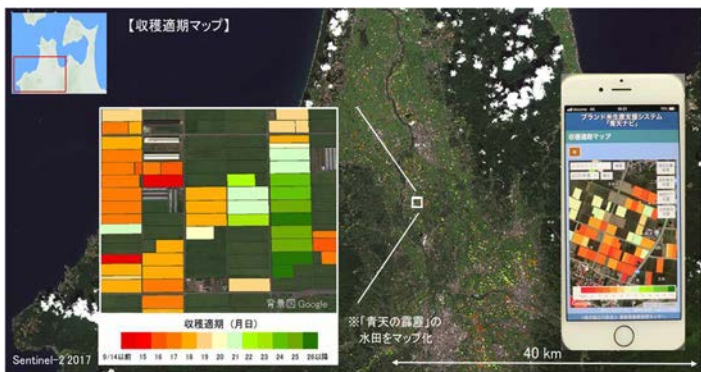 【収穫適期マップ】
ブランド米生産支援システム
「青天ナビ」
収穫適期マップ
背景図 Google
収穫適期 (月日)
9/14以前 15 16 17 18 19 20 21 22 23 24 25 26以降
※「青天の霹靂」の
水田をマップ化
Sentinel-2 2017
40 km